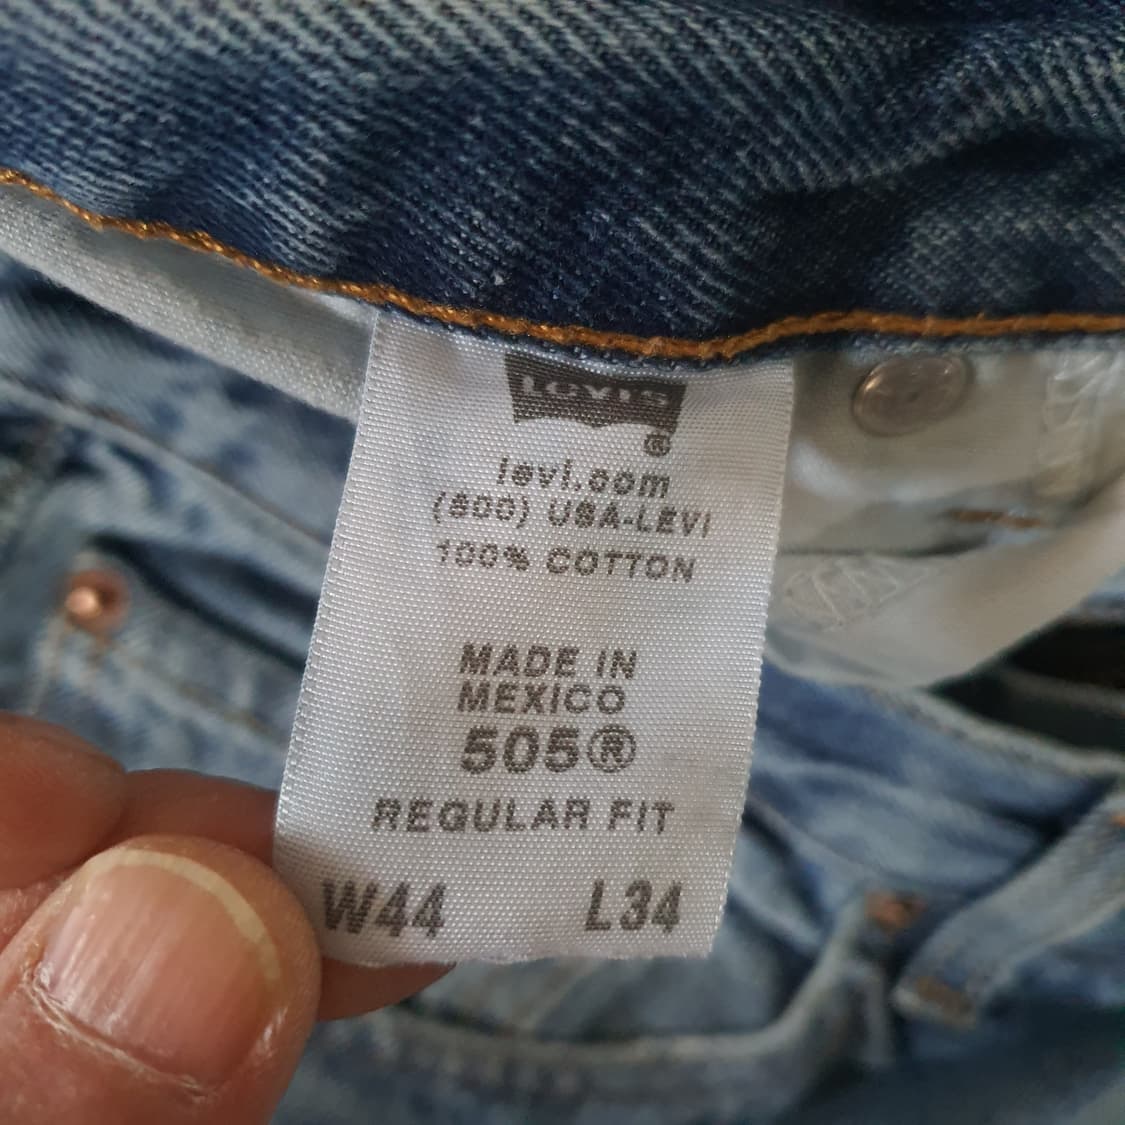 Levi's
®
levi.com
(800) USA-LEVI
100% COTTON
MADE IN
MEXICO
505®
REGULAR FIT
W44 L34